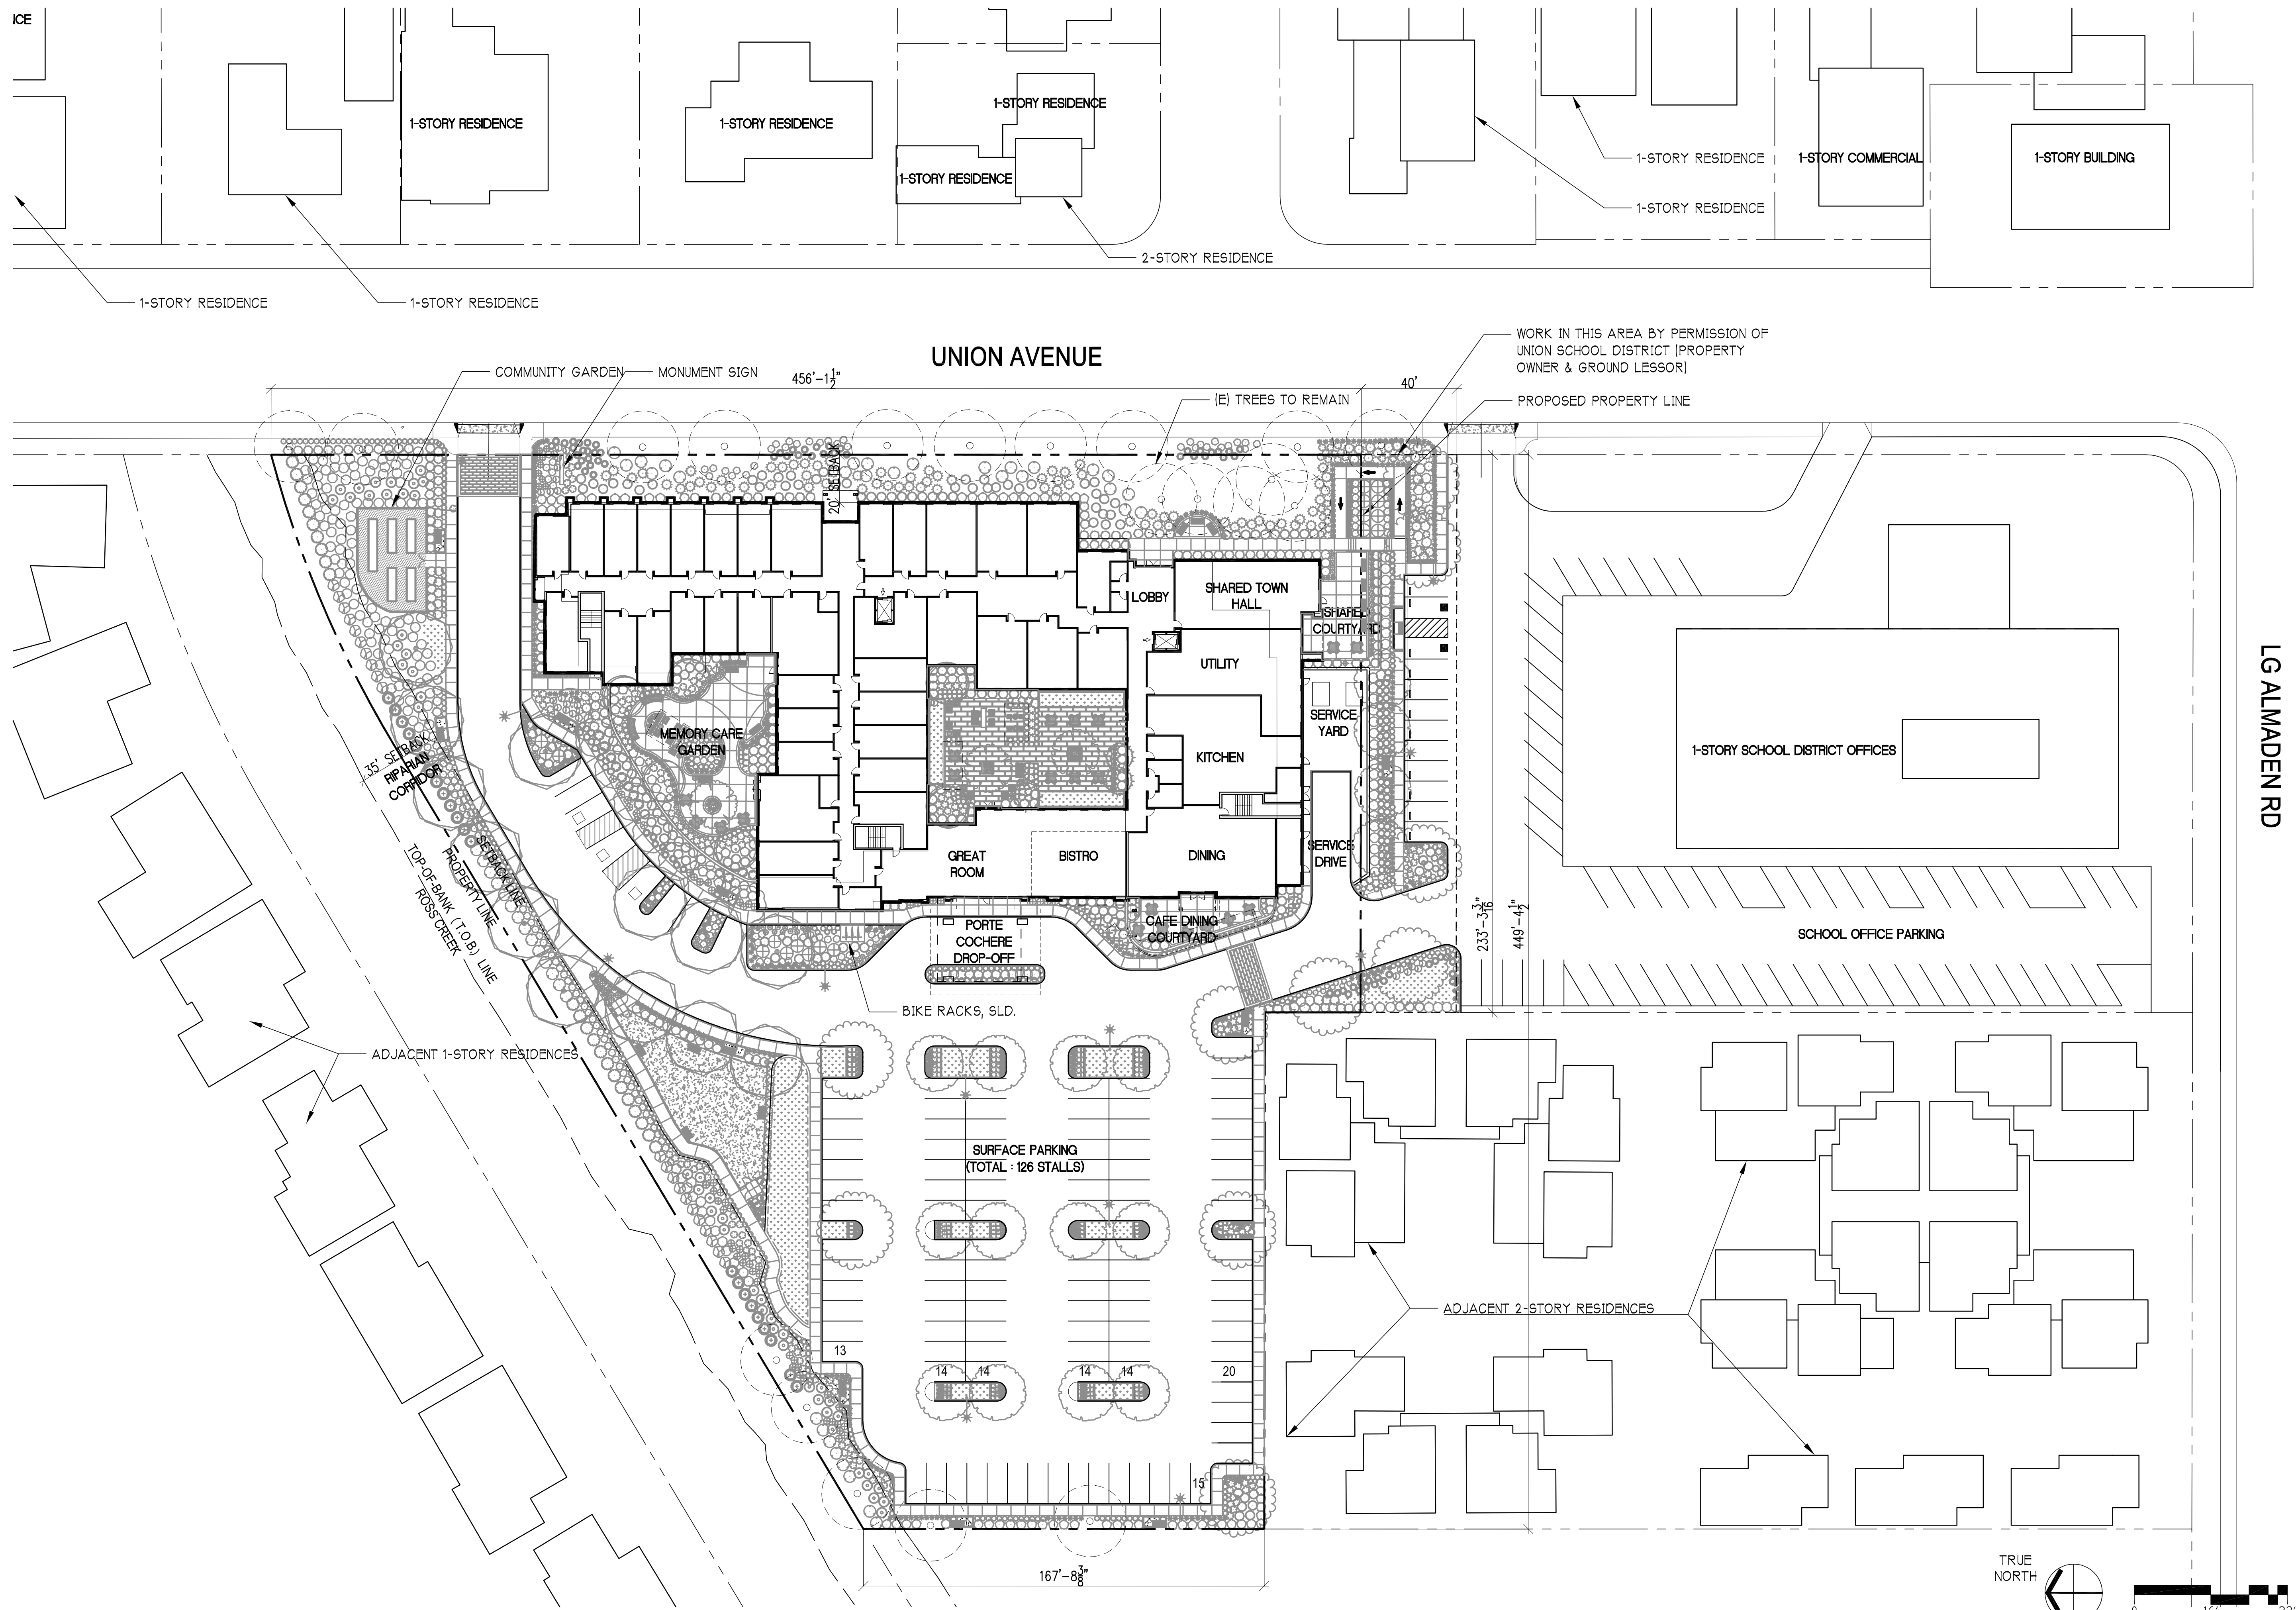 1-STORY RESIDENCE
1-STORY RESIDENCE
1-STORY RESIDENCE
1-STORY RESIDENCE
1-STORY RESIDENCE
1-STORY RESIDENCE
1-STORY COMMERCIAL
1-STORY BUILDING
1-STORY RESIDENCE
2-STORY RESIDENCE
1-STORY RESIDENCE
1-STORY RESIDENCE
UNION AVENUE
WORK IN THIS AREA BY PERMISSION OF
UNION SCHOOL DISTRICT (PROPERTY
OWNER & GROUND LESSOR)
COMMUNITY GARDEN
MONUMENT SIGN
456'-1 1/2"
40'
(E) TREES TO REMAIN
PROPOSED PROPERTY LINE
20' SETBACK
LOBBY
SHARED TOWN
HALL
SHARED
COURTYARD
UTILITY
MEMORY CARE
GARDEN
SERVICE
YARD
KITCHEN
1-STORY SCHOOL DISTRICT OFFICES
LG ALMADEN RD
35' SETBACK
RIPARIAN
CORRIDOR
SETBACK LINE
PROPERTY LINE
TOP-OF-BANK (T.O.B.) LINE
ROSS CREEK
GREAT
ROOM
BISTRO
DINING
SERVICE
DRIVE
CAFE DINING
COURTYARD
PORTE
COCHERE
DROP-OFF
233'-3 3/16"
449'-4 1/2"
SCHOOL OFFICE PARKING
BIKE RACKS, SLD.
ADJACENT 1-STORY RESIDENCES
SURFACE PARKING
(TOTAL : 126 STALLS)
ADJACENT 2-STORY RESIDENCES
13
14
14
14
14
20
15
167'-8 3/8"
TRUE
NORTH